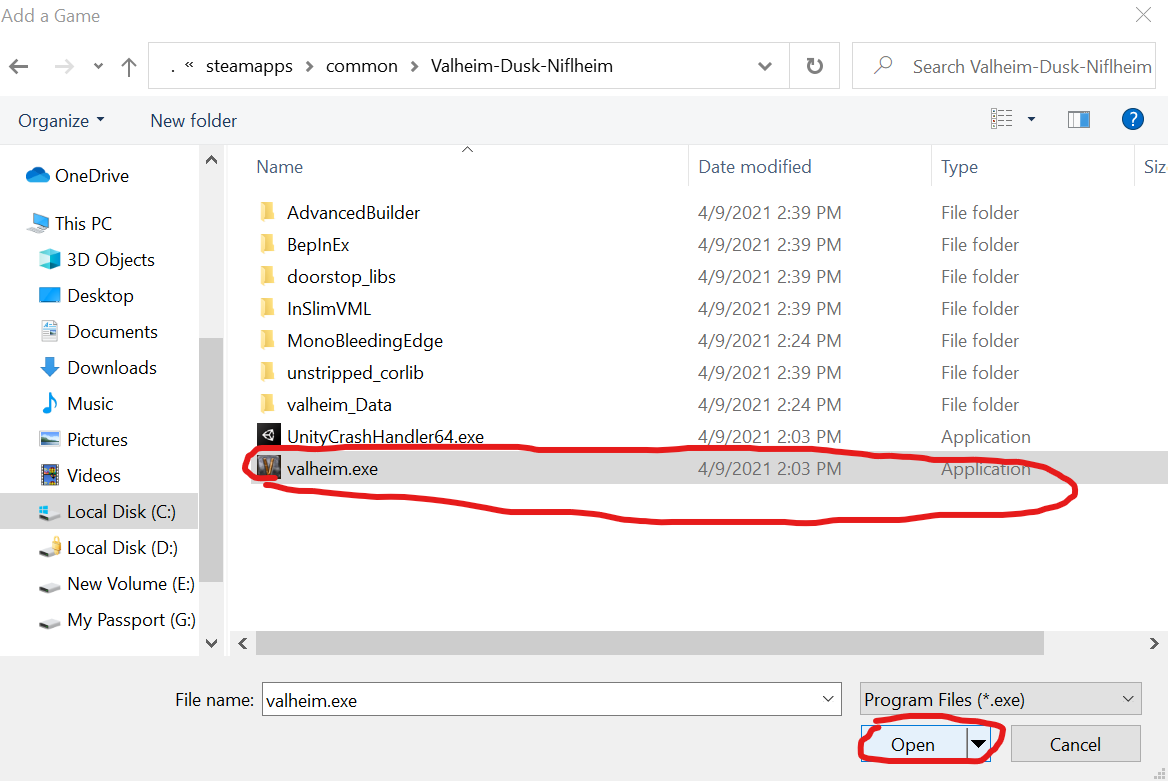 Add a Game
. « steamapps > common > Valheim-Dusk-Niflheim
Search Valheim-Dusk-Niflheim
Organize
New folder
?
Name Date modified Type Siz
OneDrive
This PC
3D Objects
Desktop
Documents
Downloads
Music
Pictures
Videos
Local Disk (C:)
Local Disk (D:)
New Volume (E:)
My Passport (G:)
AdvancedBuilder 4/9/2021 2:39 PM File folder
BepInEx 4/9/2021 2:39 PM File folder
doorstop_libs 4/9/2021 2:39 PM File folder
InSlimVML 4/9/2021 2:39 PM File folder
MonoBleedingEdge 4/9/2021 2:24 PM File folder
unstripped_corlib 4/9/2021 2:39 PM File folder
valheim_Data 4/9/2021 2:24 PM File folder
UnityCrashHandler64.exe 4/9/2021 2:03 PM Application
valheim.exe 4/9/2021 2:03 PM Application
File name: valheim.exe Program Files (*.exe)
Open Cancel